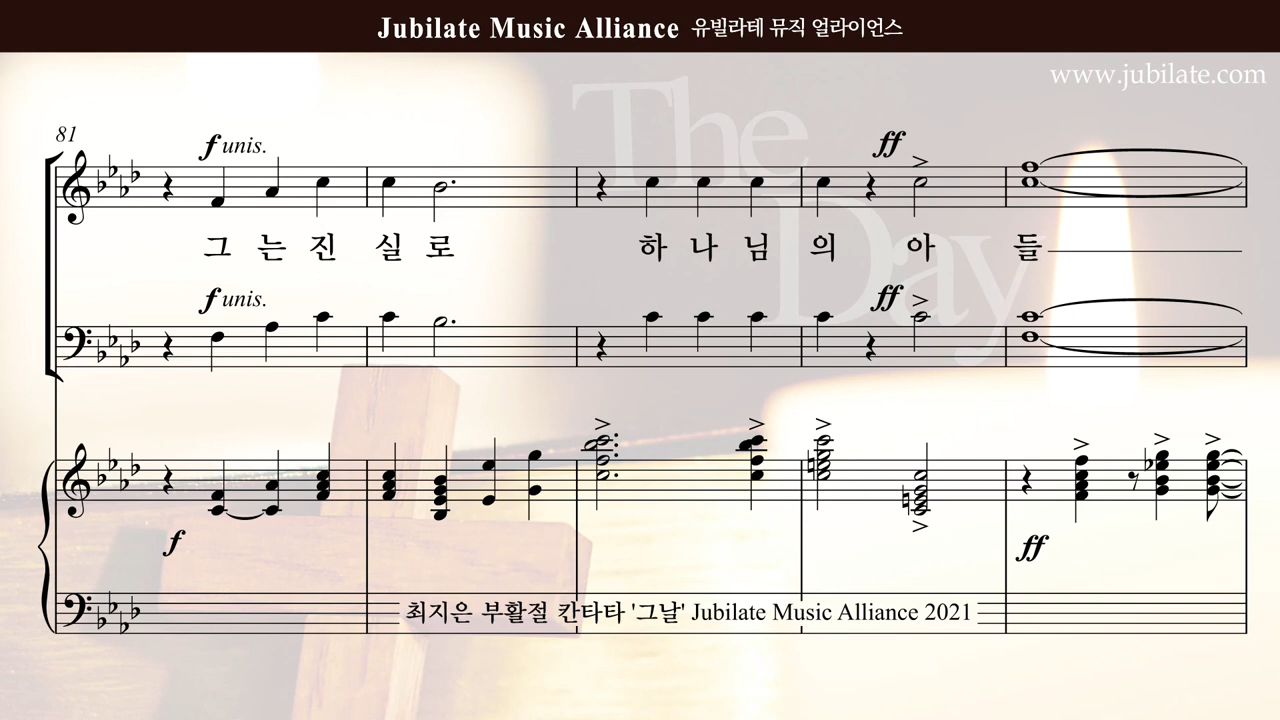 Jubilate Music Alliance 유빌라테 뮤직 얼라이언스
www.jubilate.com
The
Day
81
f unis.
ff
그 는 진 실 로 하 나 님 의 아 들
f unis.
ff
f
ff
최지은 부활절 칸타타 '그날' Jubilate Music Alliance 2021